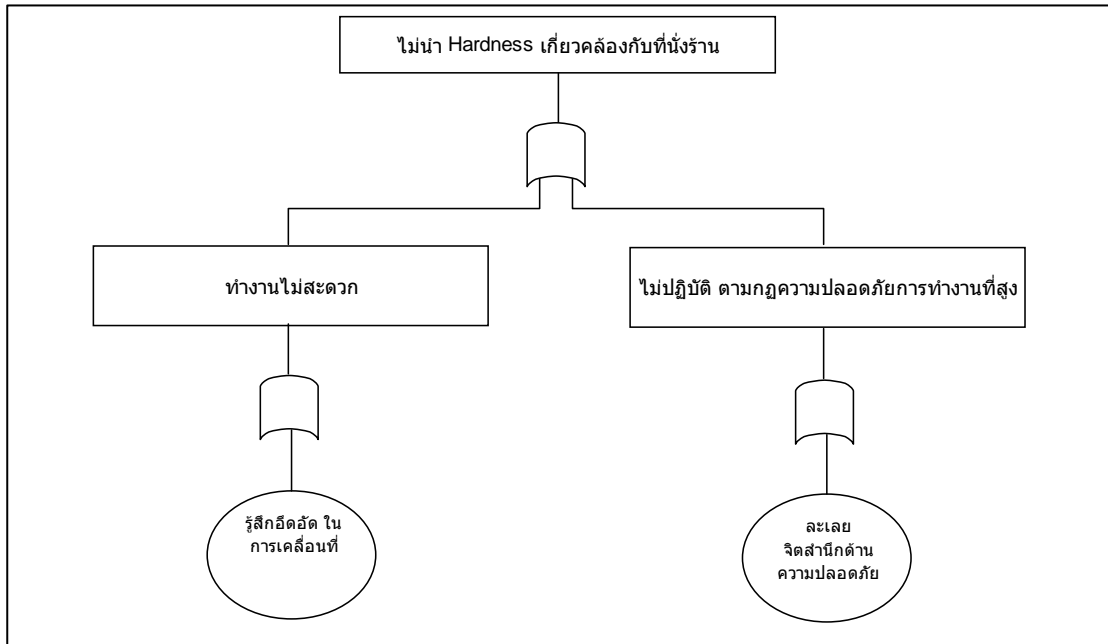 ไม่นำ Hardness เกี่ยวคล้องกับที่นั่งร้าน
ทำงานไม่สะดวก
ไม่ปฏิบัติ ตามกฏความปลอดภัยการทำงานที่สูง
รู้สึกอึดอัด ใน
การเคลื่อนที่
ละเลย
จิตสำนึกด้าน
ความปลอดภัย